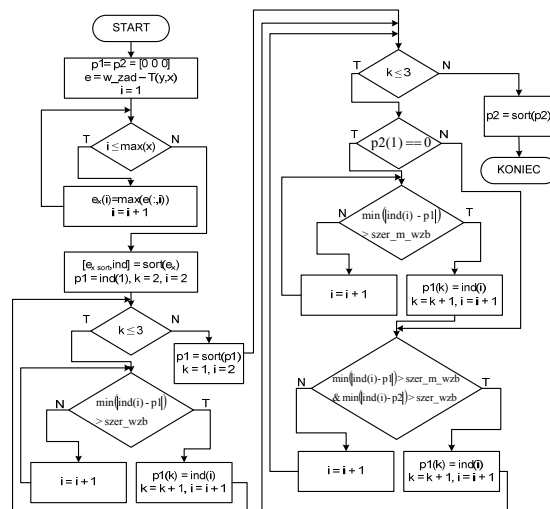 START
p1= p2 = [0 0 0]
e = w_zad – T(y,x)
i = 1
T
N
i ≤ max(x)
eₓ(i)=max(e(:,i))
i = i + 1
[eₓ sort,ind] = sort(eₓ)
p1 = ind(1), k = 2, i = 2
T
N
k ≤ 3
p1 = sort(p1)
k = 1, i = 2
N
T
min(|ind(i) - p1|)
> szer_wzb
i = i + 1
p1(k) = ind(i)
k = k + 1, i = i + 1
T
N
k ≤ 3
p2 = sort(p2)
KONIEC
T
N
p2(1) == 0
N
T
min(|ind(i) - p1|)
> szer_m_wzb
i = i + 1
p1(k) = ind(i)
k = k + 1, i = i + 1
N
T
min(|ind(i) - p1|) > szer_m_wzb
& min(|ind(i) - p2|) > szer_wzb
i = i + 1
p1(k) = ind(i)
k = k + 1, i = i + 1